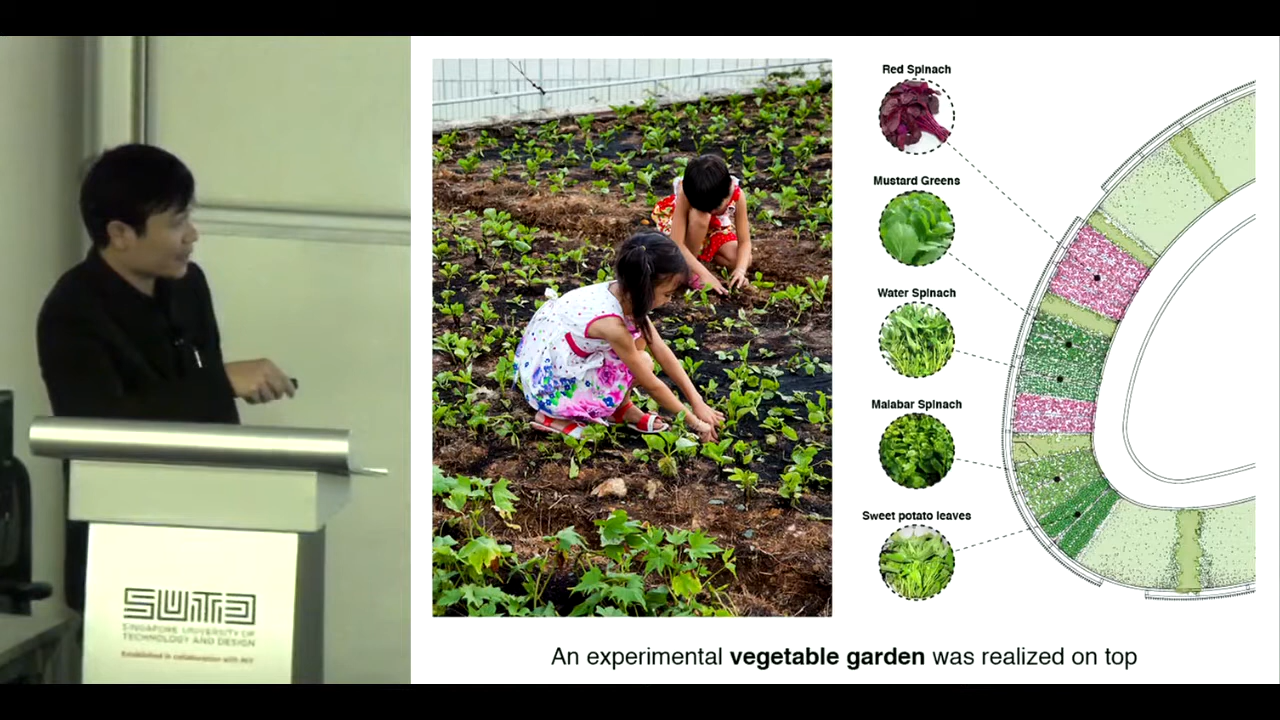 SUTD
SINGAPORE UNIVERSITY OF
TECHNOLOGY AND DESIGN
Established in collaboration with MIT
Red Spinach
Mustard Greens
Water Spinach
Malabar Spinach
Sweet potato leaves
An experimental vegetable garden was realized on top